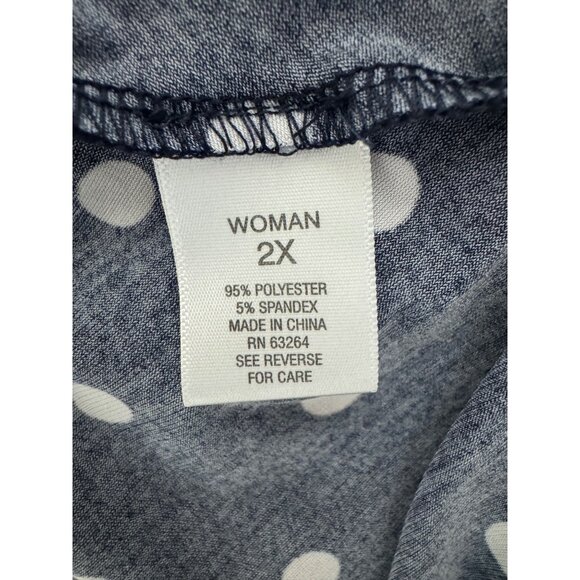 WOMAN
2X
95% POLYESTER
5% SPANDEX
MADE IN CHINA
RN 63264
SEE REVERSE
FOR CARE